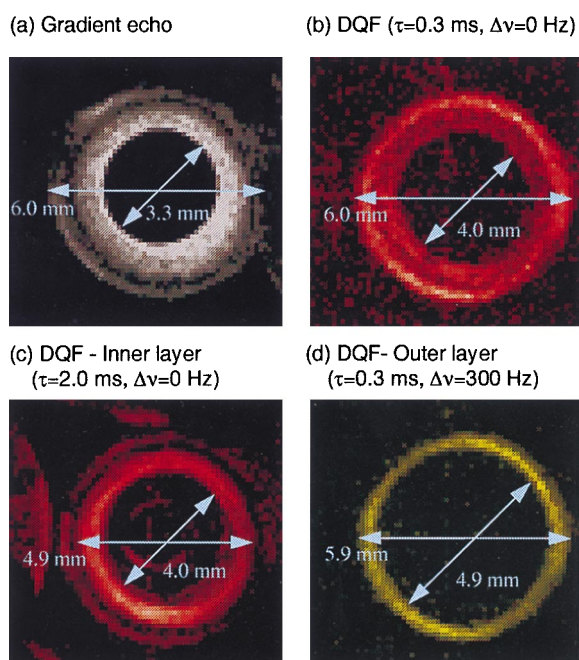 (a) Gradient echo
(b) DQF (τ=0.3 ms, Δν=0 Hz)
6.0 mm
3.3 mm
6.0 mm
4.0 mm
(c) DQF - Inner layer
(τ=2.0 ms, Δν=0 Hz)
(d) DQF- Outer layer
(τ=0.3 ms, Δν=300 Hz)
4.9 mm
4.0 mm
5.9 mm
4.9 mm